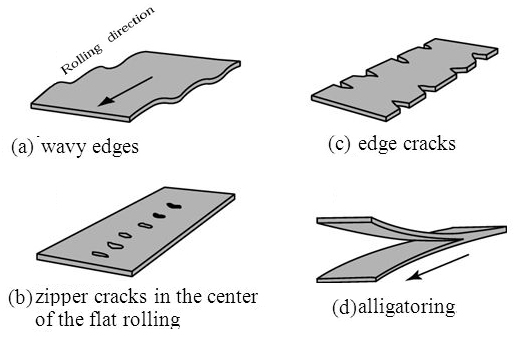 Rolling direction
(a) wavy edges
(c) edge cracks
(b) zipper cracks in the center
of the flat rolling
(d) alligatoring